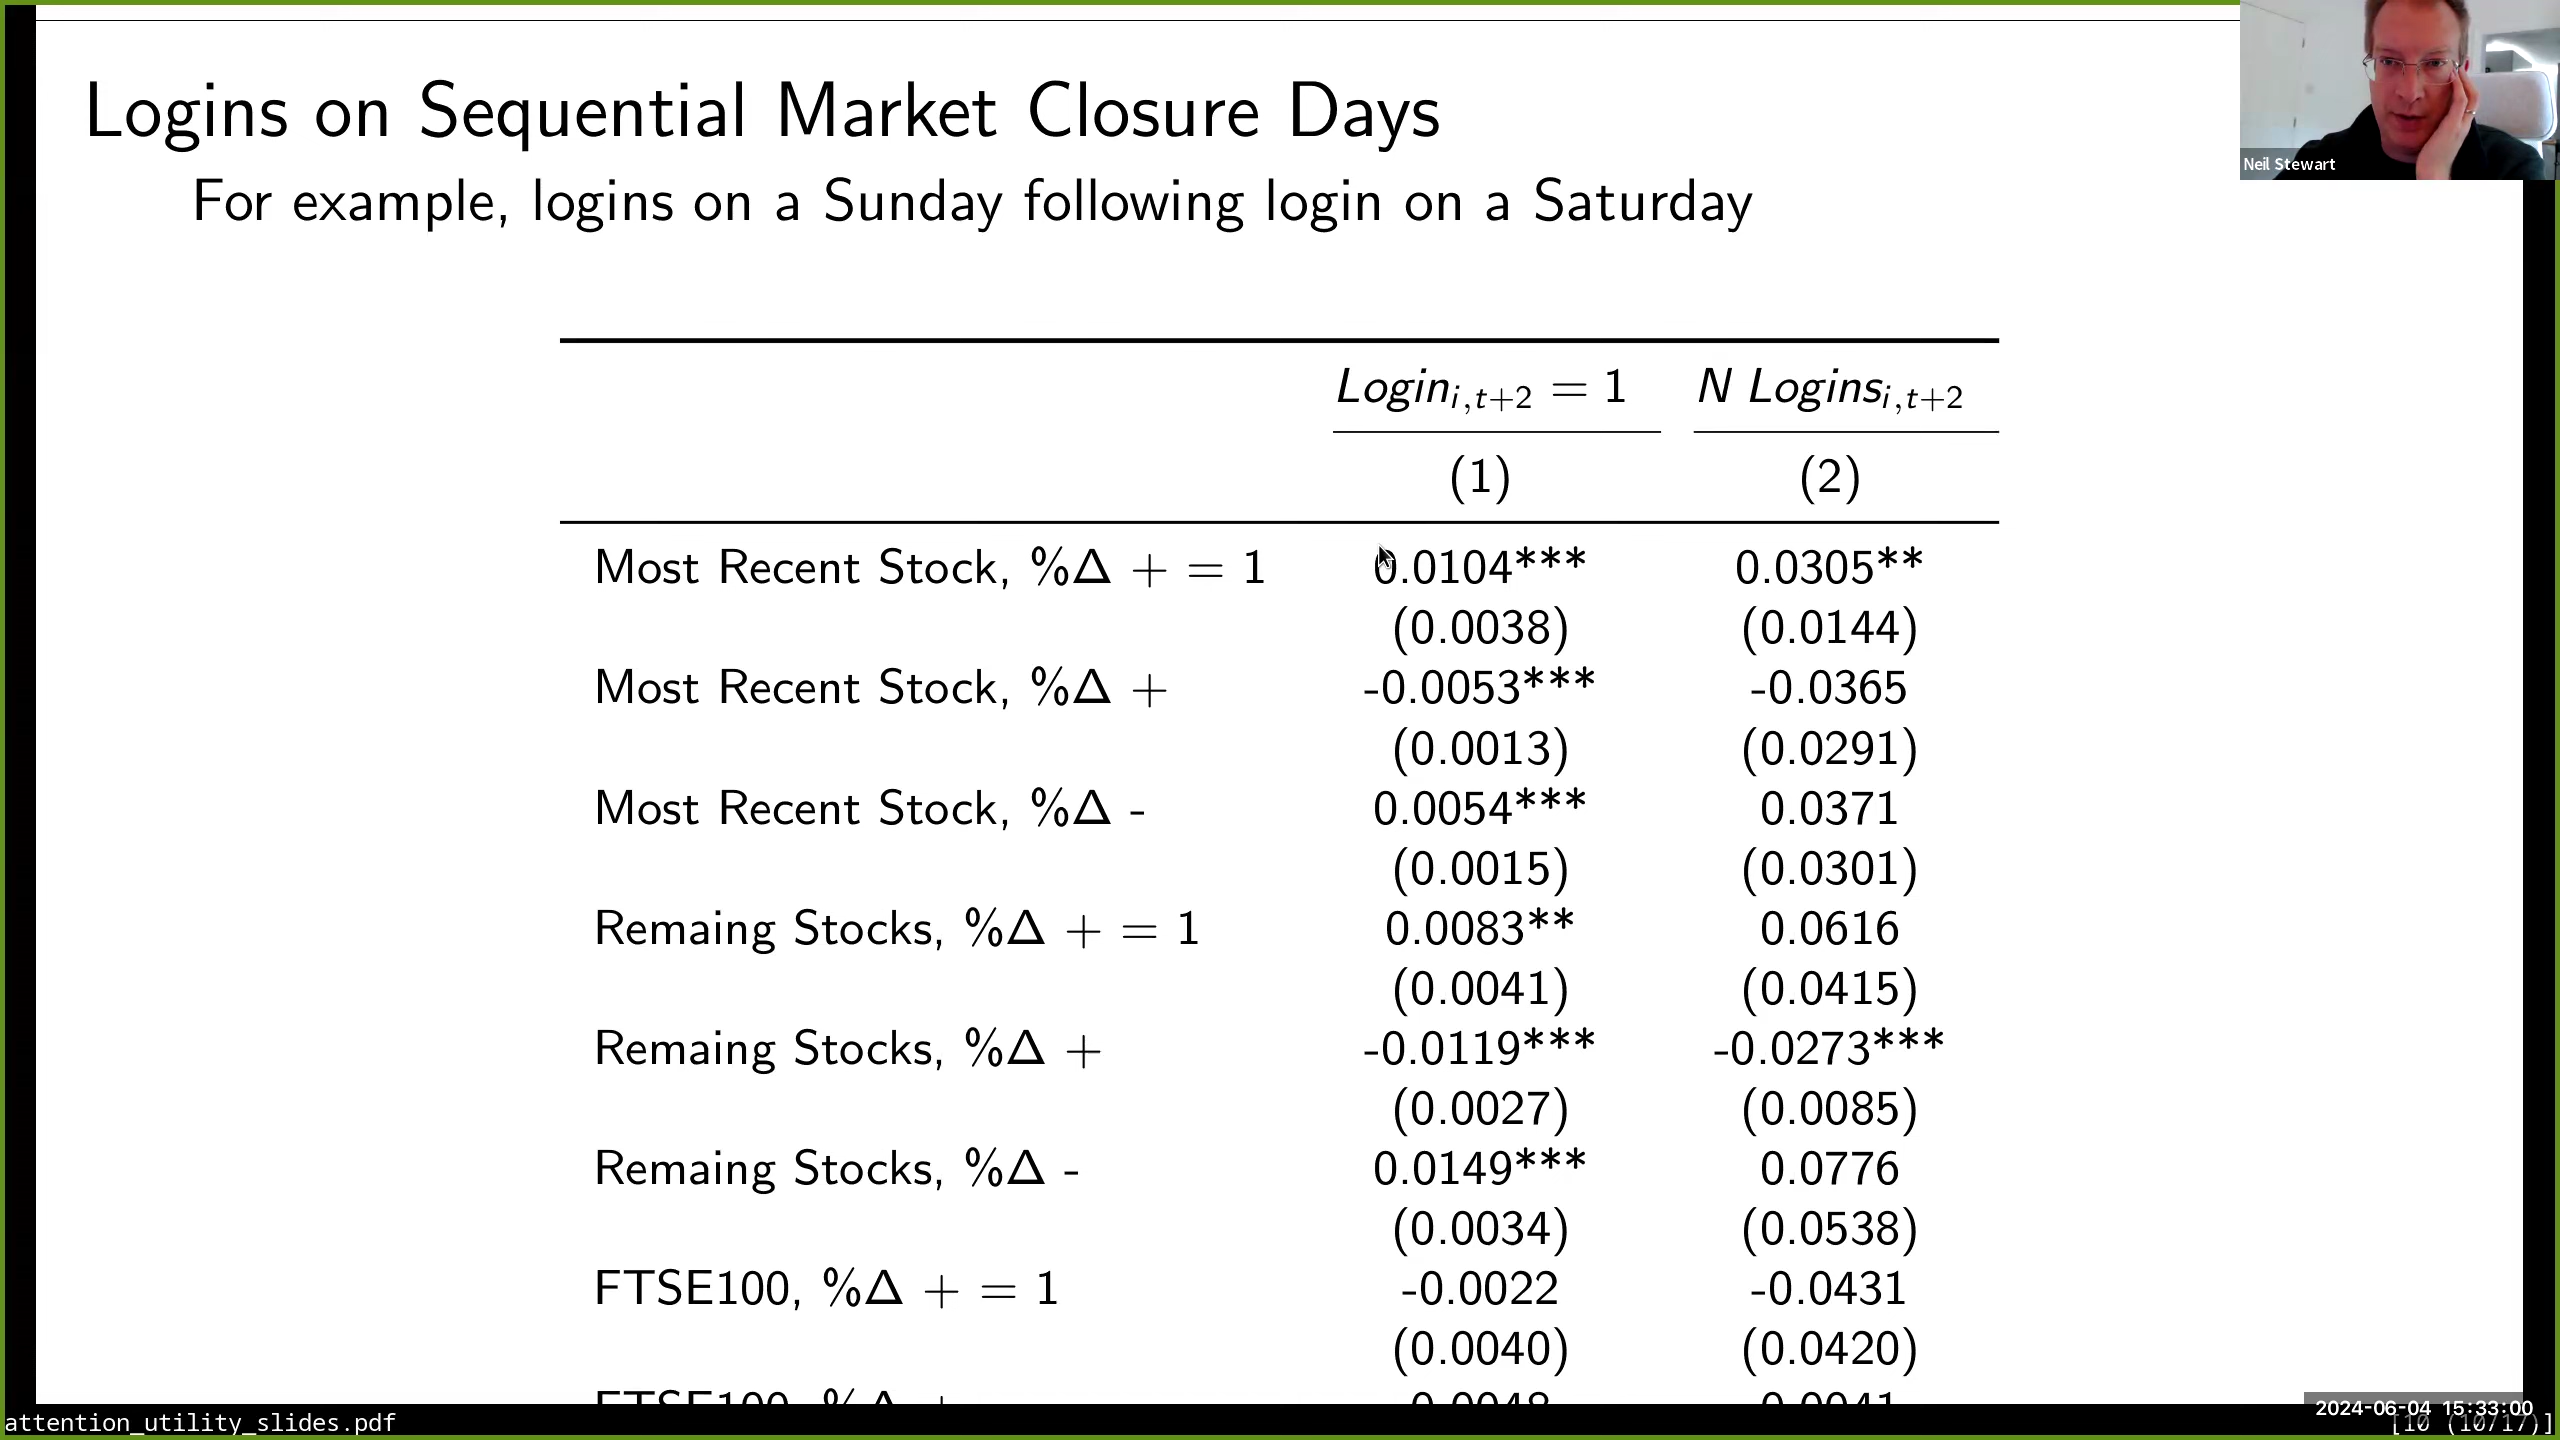 Logins on Sequential Market Closure Days
For example, logins on a Sunday following login on a Saturday
Neil Stewart
Login_{i,t+2} = 1 N Logins_{i,t+2}
(1) (2)
Most Recent Stock, %Δ + = 1 0.0104*** 0.0305**
(0.0038) (0.0144)
Most Recent Stock, %Δ + -0.0053*** -0.0365
(0.0013) (0.0291)
Most Recent Stock, %Δ - 0.0054*** 0.0371
(0.0015) (0.0301)
Remaing Stocks, %Δ + = 1 0.0083** 0.0616
(0.0041) (0.0415)
Remaing Stocks, %Δ + -0.0119*** -0.0273***
(0.0027) (0.0085)
Remaing Stocks, %Δ - 0.0149*** 0.0776
(0.0034) (0.0538)
FTSE100, %Δ + = 1 -0.0022 -0.0431
(0.0040) (0.0420)
FTSE100, %Δ
attention_utility_slides.pdf
2024-06-04 15:33:00
[10 (10/17)]